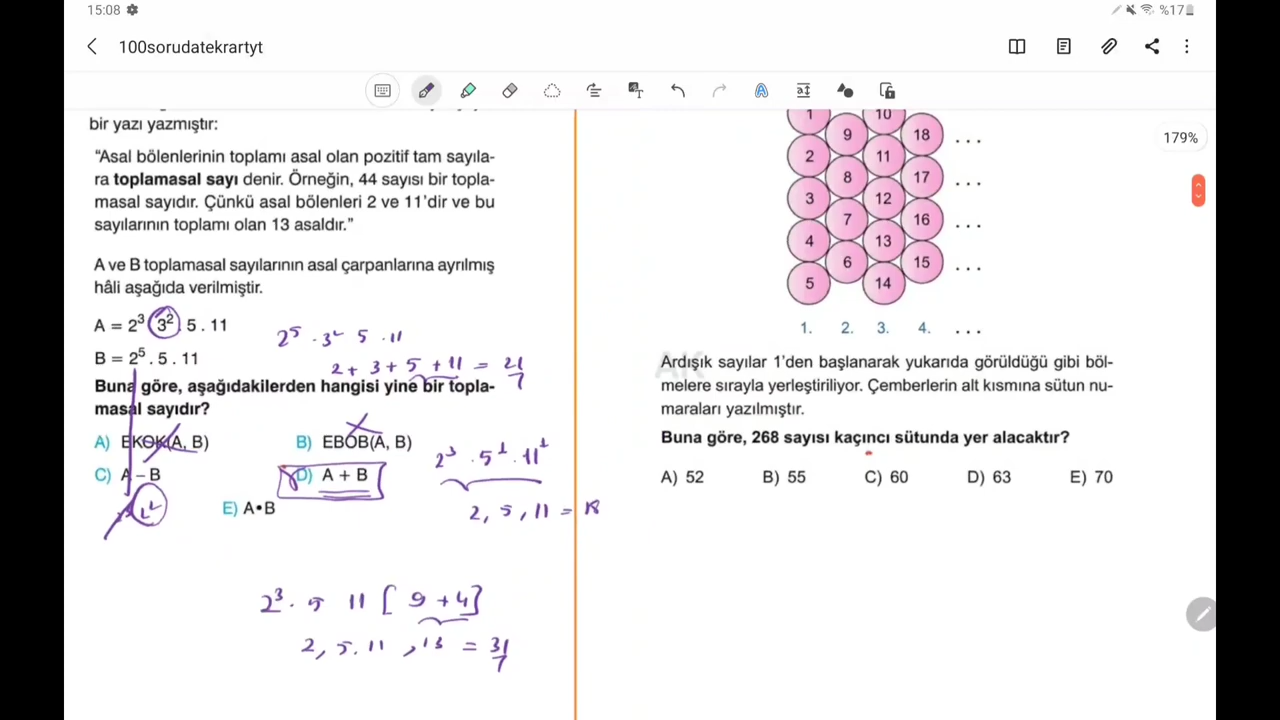 15:08
%17
100sorudatekrartyt
179%
bir yazı yazmıştır:
“Asal bölenlerinin toplamı asal olan pozitif tam sayıla-
ra toplamasal sayı denir. Örneğin, 44 sayısı bir topla-
masal sayıdır. Çünkü asal bölenleri 2 ve 11’dir ve bu
sayılarının toplamı olan 13 asaldır.”
A ve B toplamasal sayılarının asal çarpanlarına ayrılmış
hâli aşağıda verilmiştir.
A = 2³ 3² . 5 . 11
B = 2⁵ . 5 . 11
2⁵ . 3² 5 . 11
2 + 3 + 5 + 11 = 21
Buna göre, aşağıdakilerden hangisi yine bir topla-
masal sayıdır?
A) EKOK(A, B)
B) EBOB(A, B)
C) A – B
D) A + B
E) A•B
2³ . 5¹ . 11¹
2, 5, 11 = 18
2³ . 5 11 [ 9 + 4 ]
2, 5 . 11 , 13 = 31
1 10
9 18
2 11
8 17
3 12
7 16
4 13
6 15
5 14
. . .
. . .
. . .
. . .
1. 2. 3. 4. . . .
Ardışık sayılar 1’den başlanarak yukarıda görüldüğü gibi böl-
melere sırayla yerleştiriliyor. Çemberlerin alt kısmına sütun nu-
maraları yazılmıştır.
Buna göre, 268 sayısı kaçıncı sütunda yer alacaktır?
A) 52 B) 55 C) 60 D) 63 E) 70